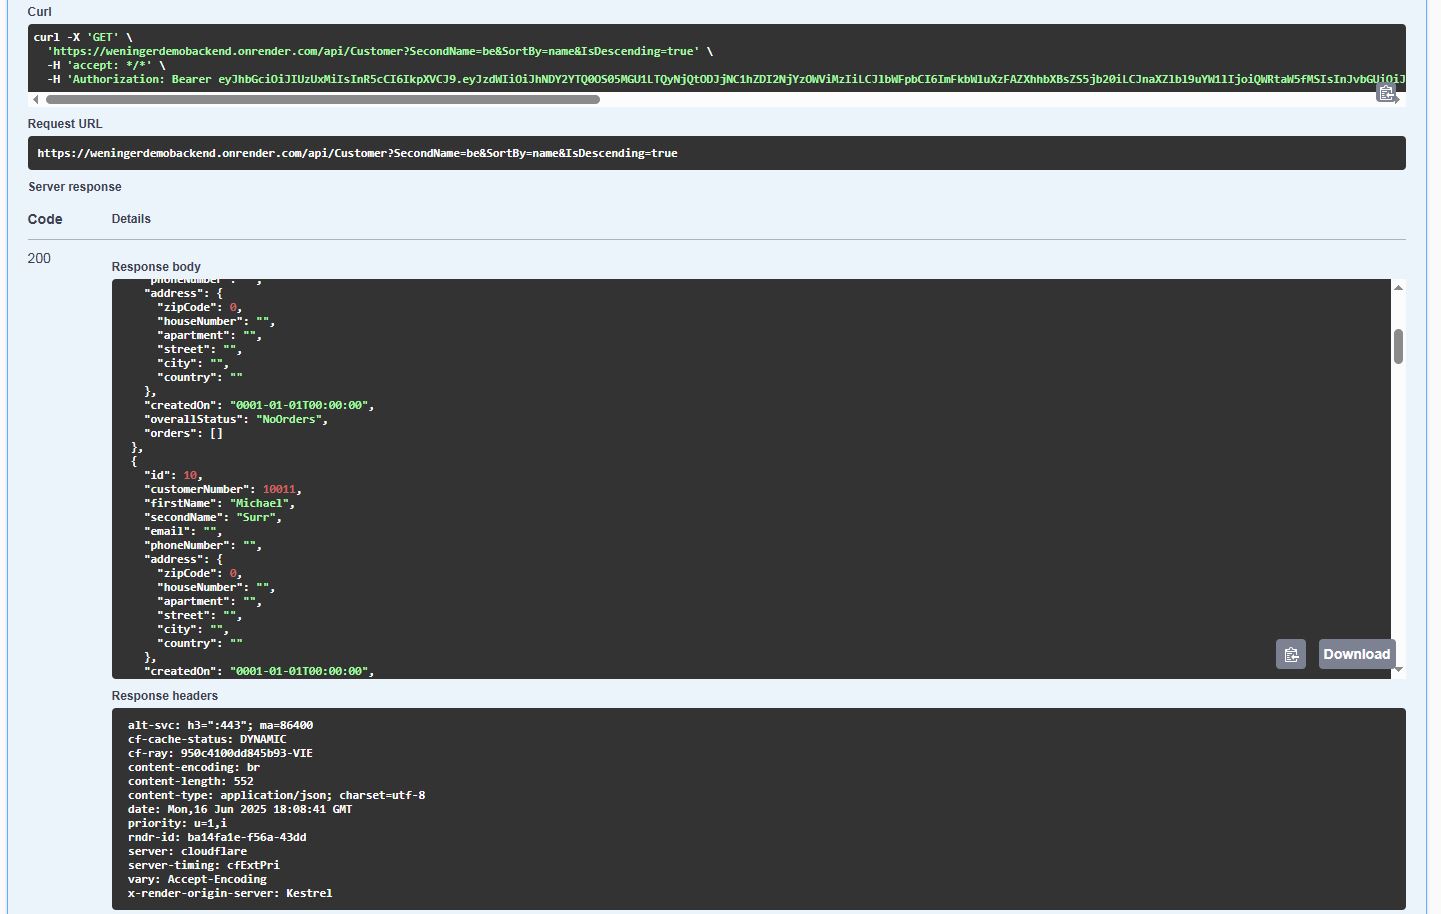 Curl
curl -X 'GET' \
'https://weningerdemobackend.onrender.com/api/Customer?SecondName=be&SortBy=name&IsDescending=true' \
-H 'accept: */*' \
-H 'Authorization: Bearer
Request URL
https://weningerdemobackend.onrender.com/api/Customer?SecondName=be&SortBy=name&IsDescending=true
Server response
Code Details
200
Response body
"phoneNumber": "",
"address": {
"zipCode": 0,
"houseNumber": "",
"apartment": "",
"street": "",
"city": "",
"country": ""
},
"createdOn": "0001-01-01T00:00:00",
"overallStatus": "NoOrders",
"orders": []
},
{
"id": 10,
"customerNumber": 10011,
"firstName": "Michael",
"secondName": "Surr",
"email": "",
"phoneNumber": "",
"address": {
"zipCode": 0,
"houseNumber": "",
"apartment": "",
"street": "",
"city": "",
"country": ""
},
"createdOn": "0001-01-01T00:00:00",
Download
Response headers
alt-svc: h3=":443"; ma=86400
cf-cache-status: DYNAMIC
cf-ray: 950c4100dd845b93-VIE
content-encoding: br
content-length: 552
content-type: application/json; charset=utf-8
date: Mon,16 Jun 2025 18:08:41 GMT
priority: u=1,i
rndr-id: ba14fa1e-f56a-43dd
server: cloudflare
server-timing: cfExtPri
vary: Accept-Encoding
x-render-origin-server: Kestrel